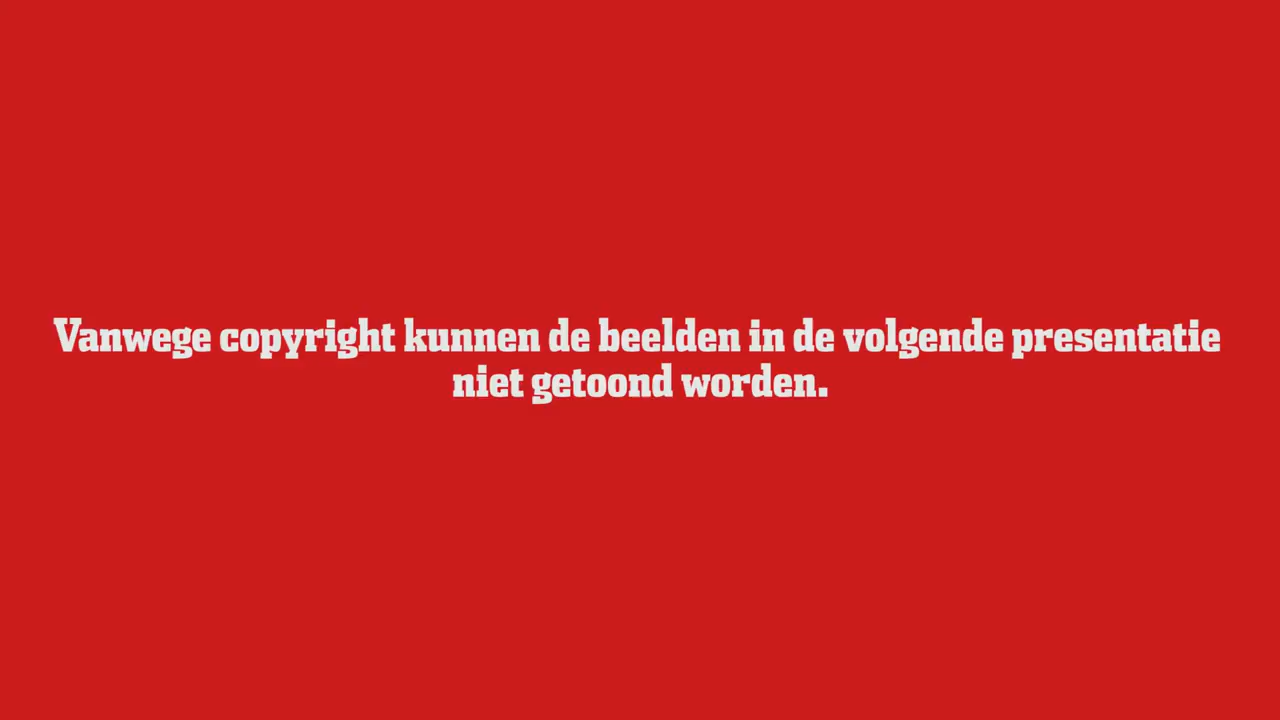 Vanwege copyright kunnen de beelden in de volgende presentatie
niet getoond worden.